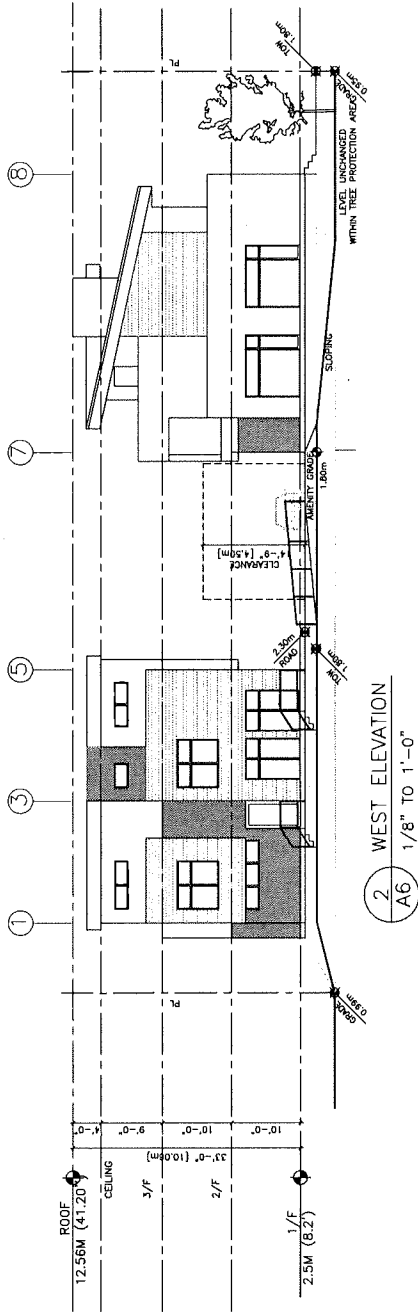 8
7
5
3
1
PL
TOW
1.80m
GRADE
0.95m
LEVEL UNCHANGED
WITHIN TREE PROTECTION AREA
SLOPING
AMENITY GRADE
1.80m
CLEARANCE
14'-9" [4.50m]
2.30m
ROAD
TOW
1.80m
PL
GRADE
0.99m
ROOF
12.56M (41.20')
CEILING
3/F
2/F
1/F
2.5M (8.2')
4'-0"
9'-0"
10'-0"
10'-0"
33'-0" [10.06m]
2
A6
WEST ELEVATION
1/8" TO 1'-0"